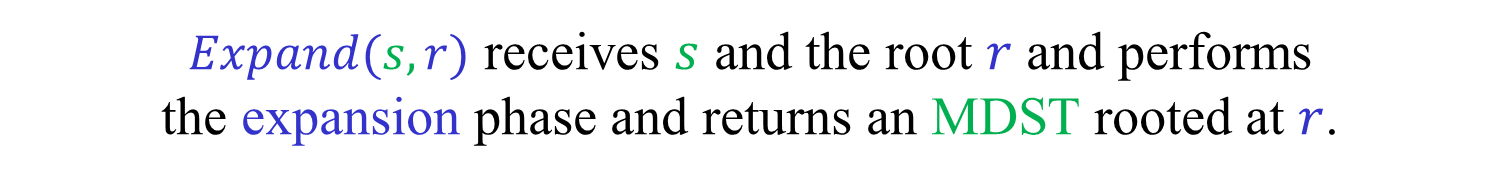 Expand(s,r) receives s and the root r and performs
the expansion phase and returns an MDST rooted at r.